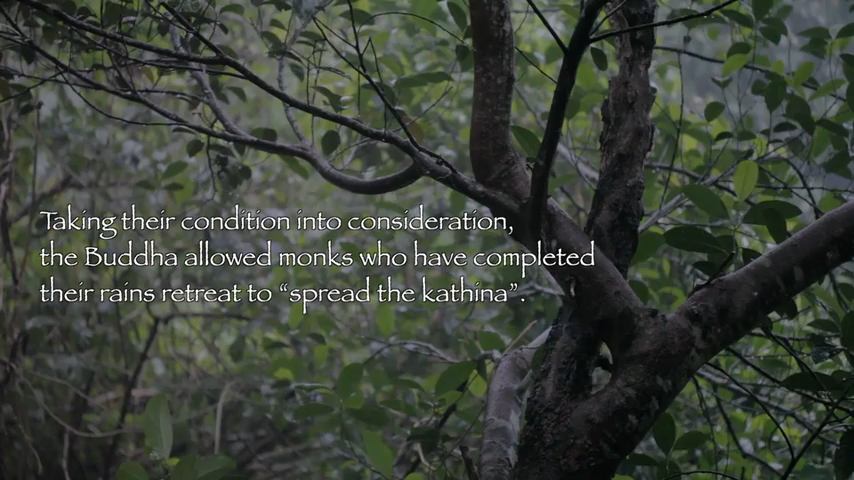 Taking their condition into consideration,
the Buddha allowed monks who have completed
their rains retreat to “spread the kathina”.